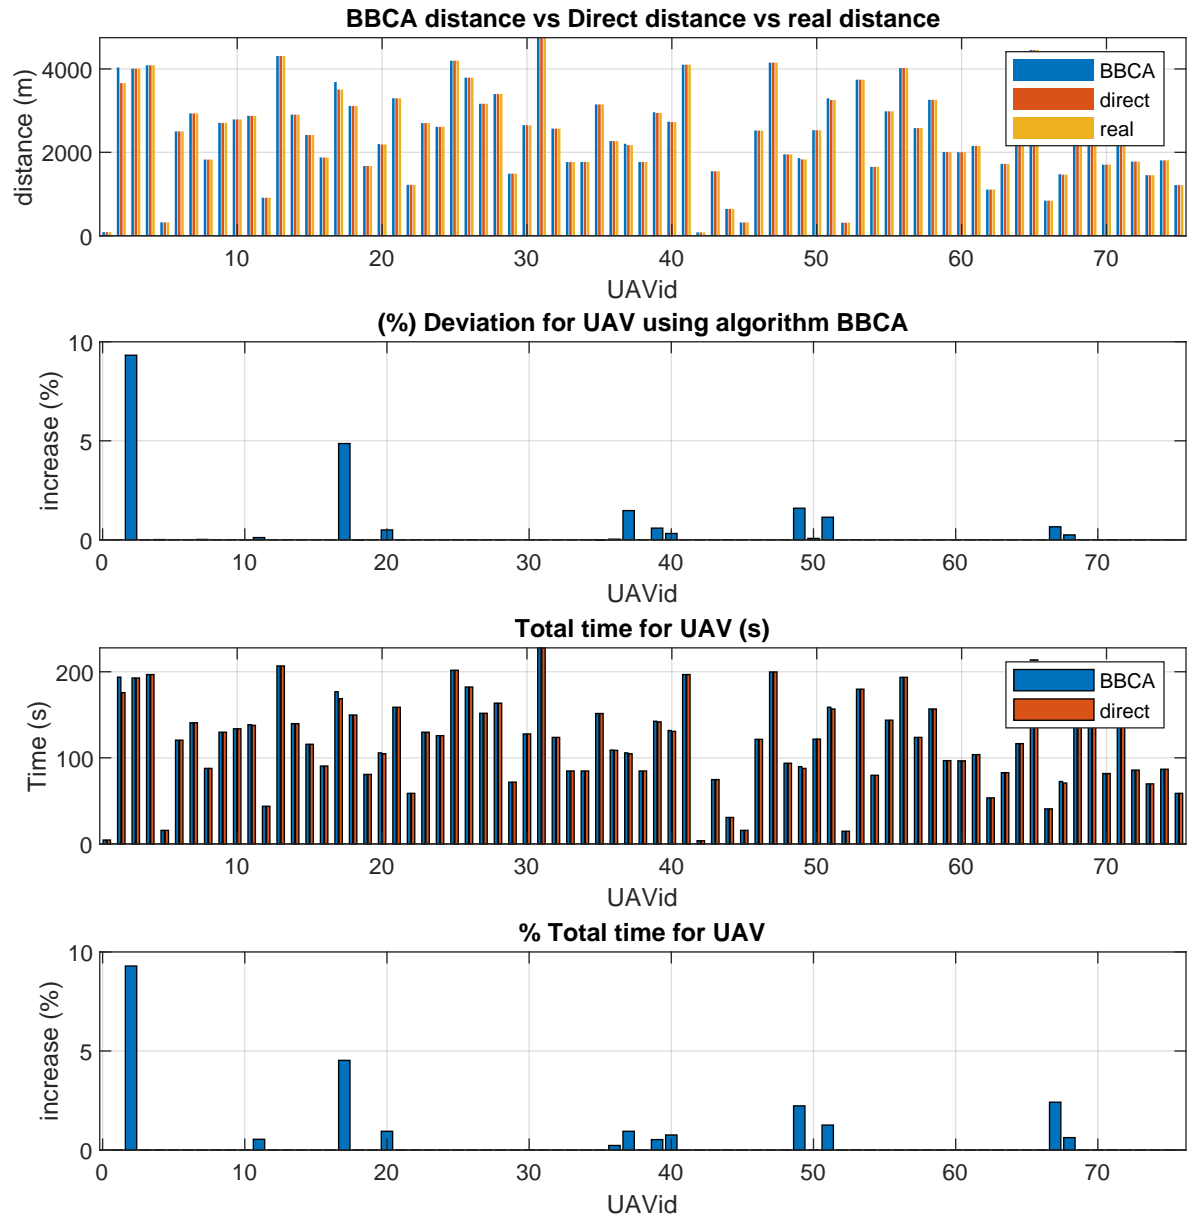 BBCA distance vs Direct distance vs real distance
distance (m)
4000
2000
0
BBCA
direct
real
10 20 30 40 50 60 70
UAVid
(%) Deviation for UAV using algorithm BBCA
increase (%)
10
5
0
0 10 20 30 40 50 60 70
UAVid
Total time for UAV (s)
Time (s)
200
100
0
BBCA
direct
10 20 30 40 50 60 70
UAVid
% Total time for UAV
increase (%)
10
5
0
0 10 20 30 40 50 60 70
UAVid